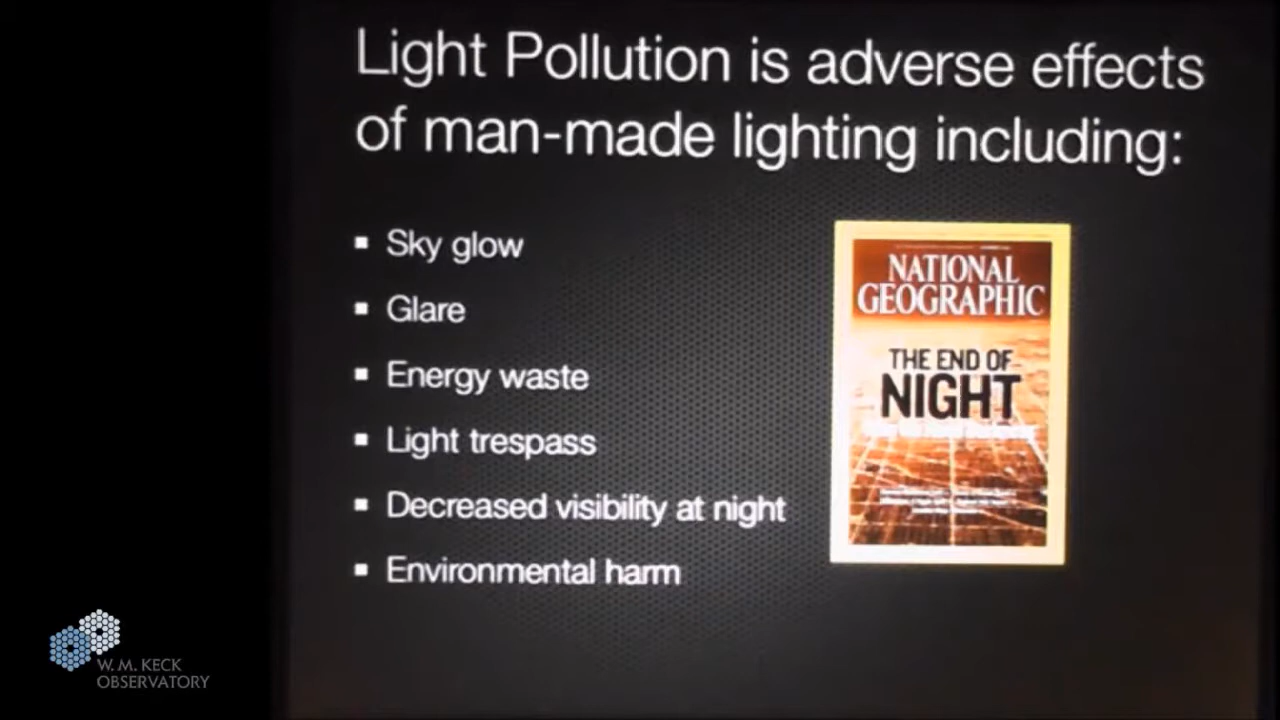 Light Pollution is adverse effects
of man-made lighting including:
▪ Sky glow
▪ Glare
▪ Energy waste
▪ Light trespass
▪ Decreased visibility at night
▪ Environmental harm
NATIONAL
GEOGRAPHIC
THE END OF
NIGHT
W. M. KECK
OBSERVATORY